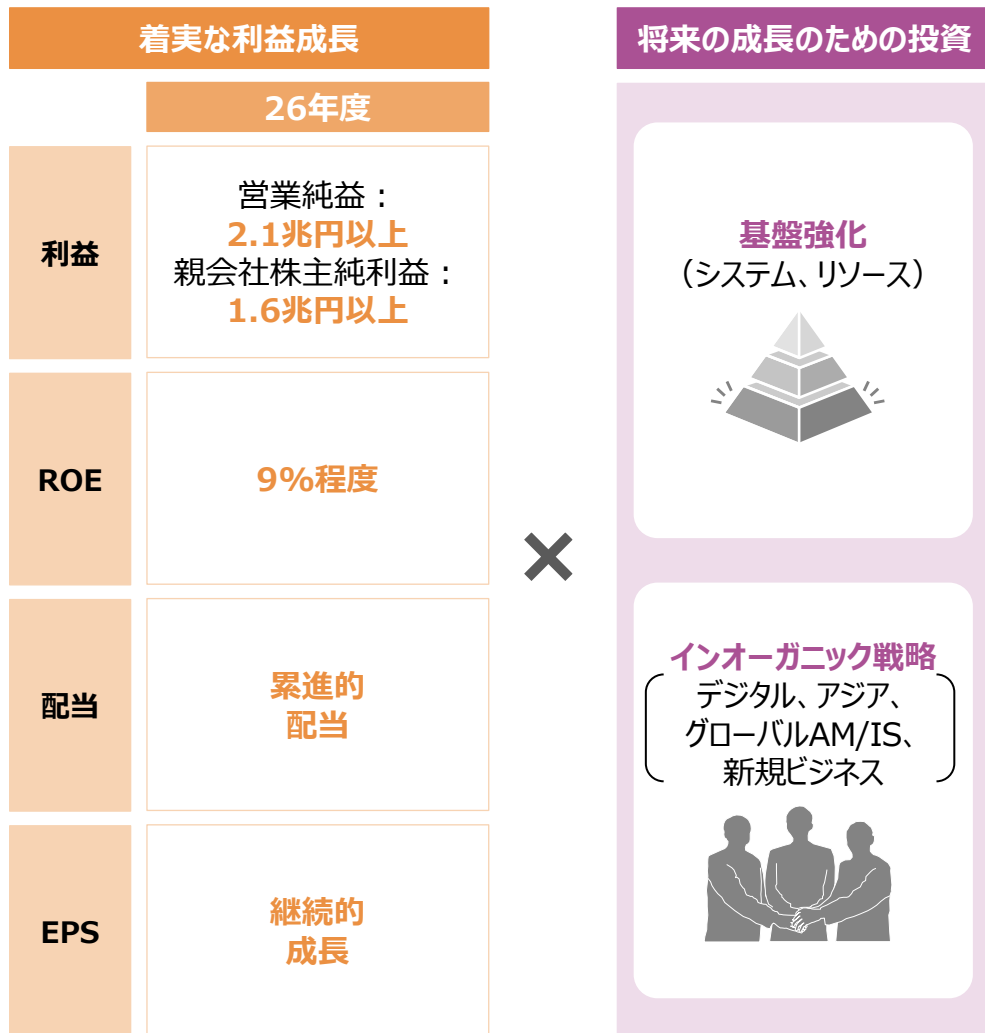 着実な利益成長
26年度
利益
営業純益：
2.1兆円以上
親会社株主純利益：
1.6兆円以上
ROE
9%程度
配当
累進的
配当
EPS
継続的
成長
×
将来の成長のための投資
基盤強化
（システム、リソース）
インオーガニック戦略
デジタル、アジア、
グローバルAM/IS、
新規ビジネス